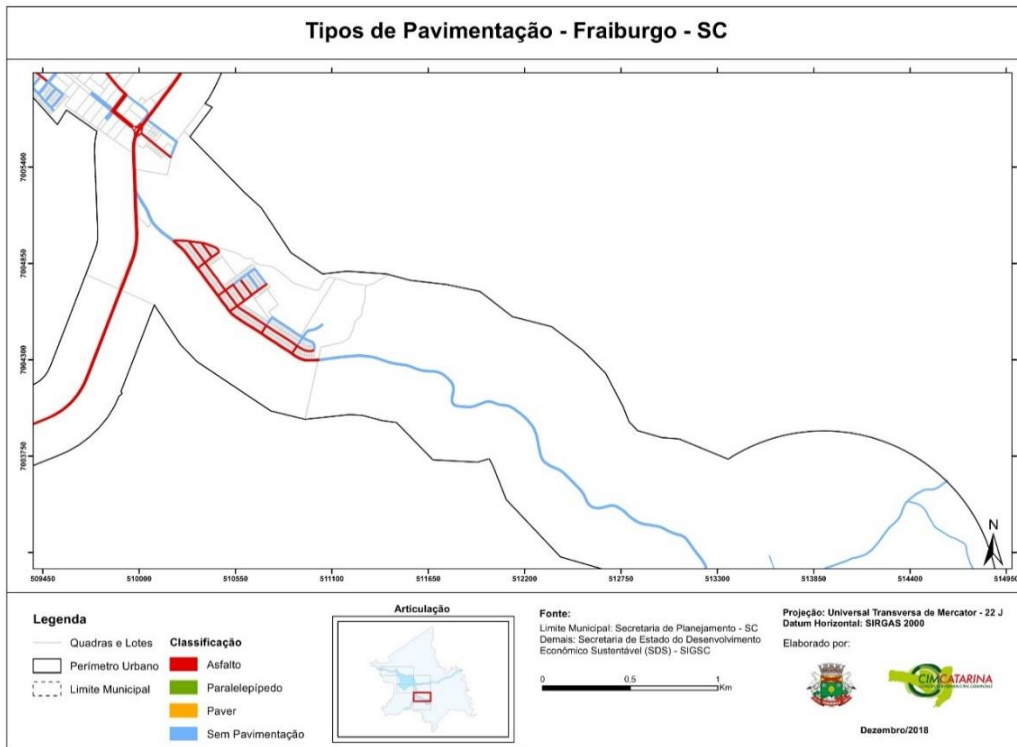 Tipos de Pavimentação - Fraiburgo - SC
7005400
7004850
7004300
7003750
509450
510000
510550
511100
511650
512200
512750
513300
513850
514400
514950
N
Legenda
Quadras e Lotes
Perímetro Urbano
Limite Municipal
Classificação
Asfalto
Paralelepípedo
Paver
Sem Pavimentação
Articulação
Fonte:
Limite Municipal: Secretaria de Planejamento - SC
Demais: Secretaria de Estado do Desenvolvimento
Econômico Sustentável (SDS) - SIGSC
0 0,5 1
Km
Projeção: Universal Transversa de Mercator - 22 J
Datum Horizontal: SIRGAS 2000
Elaborado por:
CIMCATARINA
Dezembro/2018